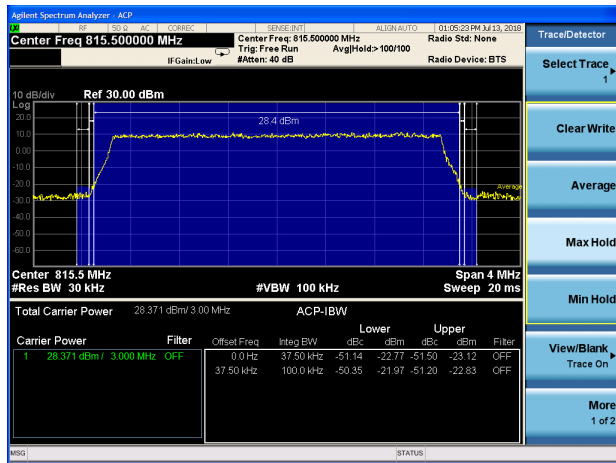 Agilent Spectrum Analyzer - ACP
RF 50 Ω AC CORREC SENSE:INT ALIGN AUTO 01:05:23 PM Jul 13, 2018
Center Freq 815.500000 MHz
Center Freq: 815.500000 MHz Radio Std: None
Trig: Free Run Avg|Hold:>100/100
IFGain:Low #Atten: 40 dB Radio Device: BTS
10 dB/div Ref 30.00 dBm
Log
20.0
10.0
0.00
-10.0
-20.0
-30.0
-40.0
-50.0
-60.0
28.4 dBm
Average
Center 815.5 MHz Span 4 MHz
#Res BW 30 kHz #VBW 100 kHz Sweep 20 ms
Total Carrier Power 28.371 dBm/ 3.00 MHz ACP-IBW
Lower Upper
Carrier Power Filter Offset Freq Integ BW dBc dBm dBc dBm Filter
1 28.371 dBm / 3.000 MHz OFF 0.0 Hz 37.50 kHz -51.14 -22.77 -51.50 -23.12 OFF
37.50 kHz 100.0 kHz -50.35 -21.97 -51.20 -22.83 OFF
MSG STATUS
Trace/Detector
Select Trace
1
Clear Write
Average
Max Hold
Min Hold
View/Blank
Trace On
More
1 of 2